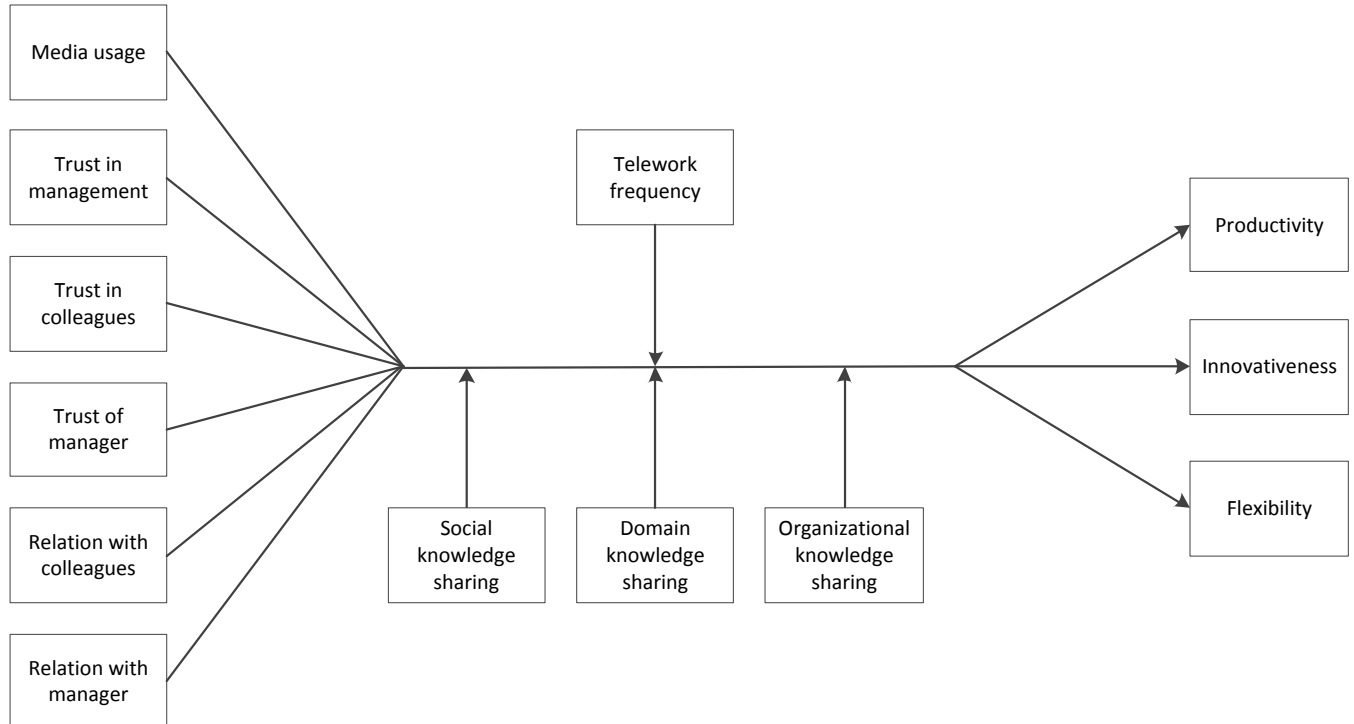 Media usage
Trust in
management
Trust in
colleagues
Trust of
manager
Relation with
colleagues
Relation with
manager
Telework
frequency
Social
knowledge
sharing
Domain
knowledge
sharing
Organizational
knowledge
sharing
Productivity
Innovativeness
Flexibility